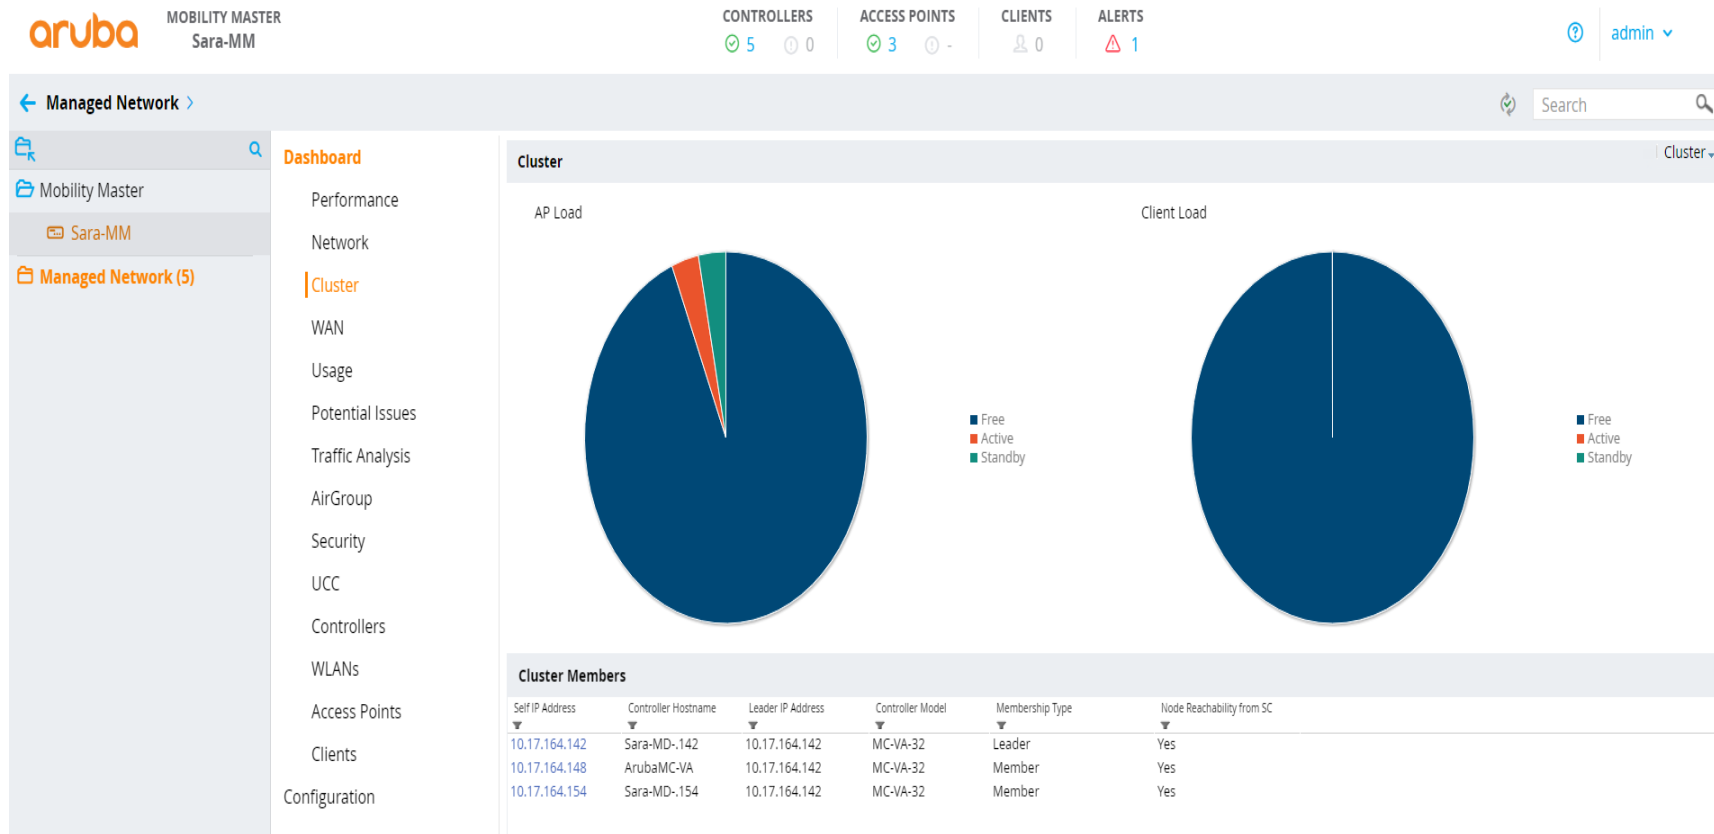 aruba
MOBILITY MASTER
Sara-MM
CONTROLLERS
5 0
ACCESS POINTS
3 -
CLIENTS
0
ALERTS
1
admin
Managed Network
Search
Mobility Master
Sara-MM
Managed Network (5)
Dashboard
Performance
Network
Cluster
WAN
Usage
Potential Issues
Traffic Analysis
AirGroup
Security
UCC
Controllers
WLANs
Access Points
Clients
Configuration
Cluster
Cluster
AP Load
Free
Active
Standby
Client Load
Free
Active
Standby
Cluster Members
Self IP Address Controller Hostname Leader IP Address Controller Model Membership Type Node Reachability from SC
10.17.164.142 Sara-MD-.142 10.17.164.142 MC-VA-32 Leader Yes
10.17.164.148 ArubaMC-VA 10.17.164.142 MC-VA-32 Member Yes
10.17.164.154 Sara-MD-.154 10.17.164.142 MC-VA-32 Member Yes